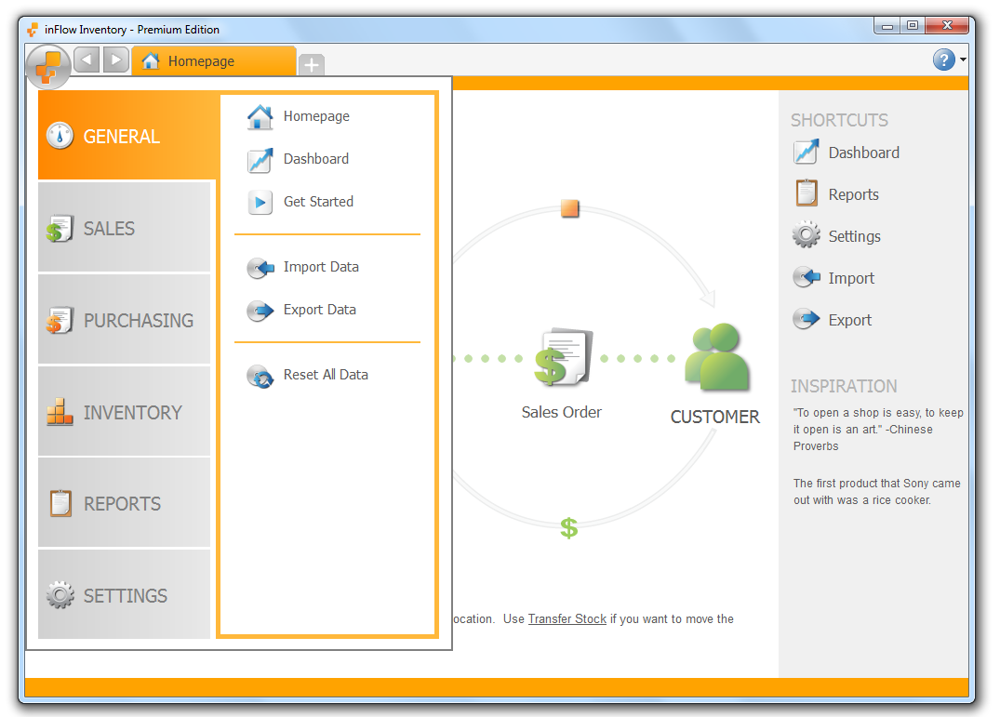 inFlow Inventory - Premium Edition
Homepage
?
GENERAL
SALES
PURCHASING
INVENTORY
REPORTS
SETTINGS
Homepage
Dashboard
Get Started
Import Data
Export Data
Reset All Data
Sales Order
CUSTOMER
$
ocation. Use Transfer Stock if you want to move the
SHORTCUTS
Dashboard
Reports
Settings
Import
Export
INSPIRATION
"To open a shop is easy, to keep
it open is an art." -Chinese
Proverbs
The first product that Sony came
out with was a rice cooker.